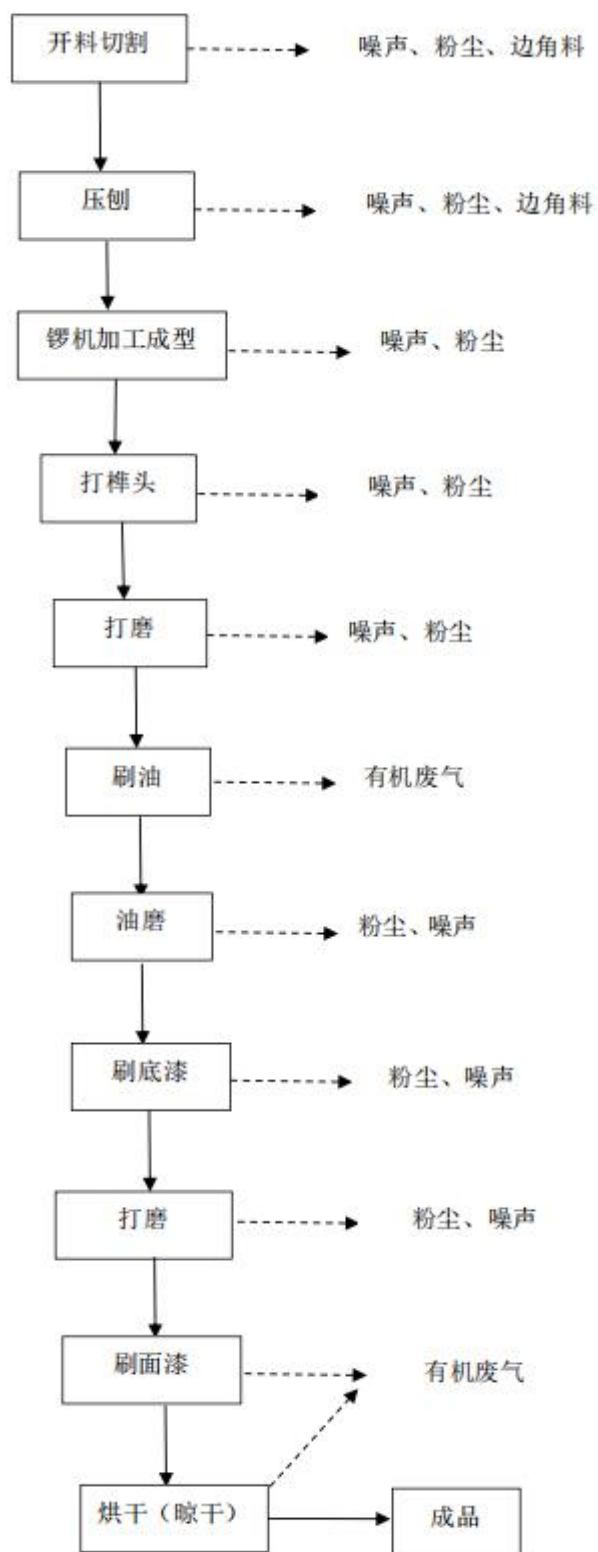 开料切割
噪声、粉尘、边角料
压刨
噪声、粉尘、边角料
锣机加工成型
噪声、粉尘
打榫头
噪声、粉尘
打磨
噪声、粉尘
刷油
有机废气
油磨
粉尘、噪声
刷底漆
粉尘、噪声
打磨
粉尘、噪声
刷面漆
有机废气
烘干（晾干）
成品